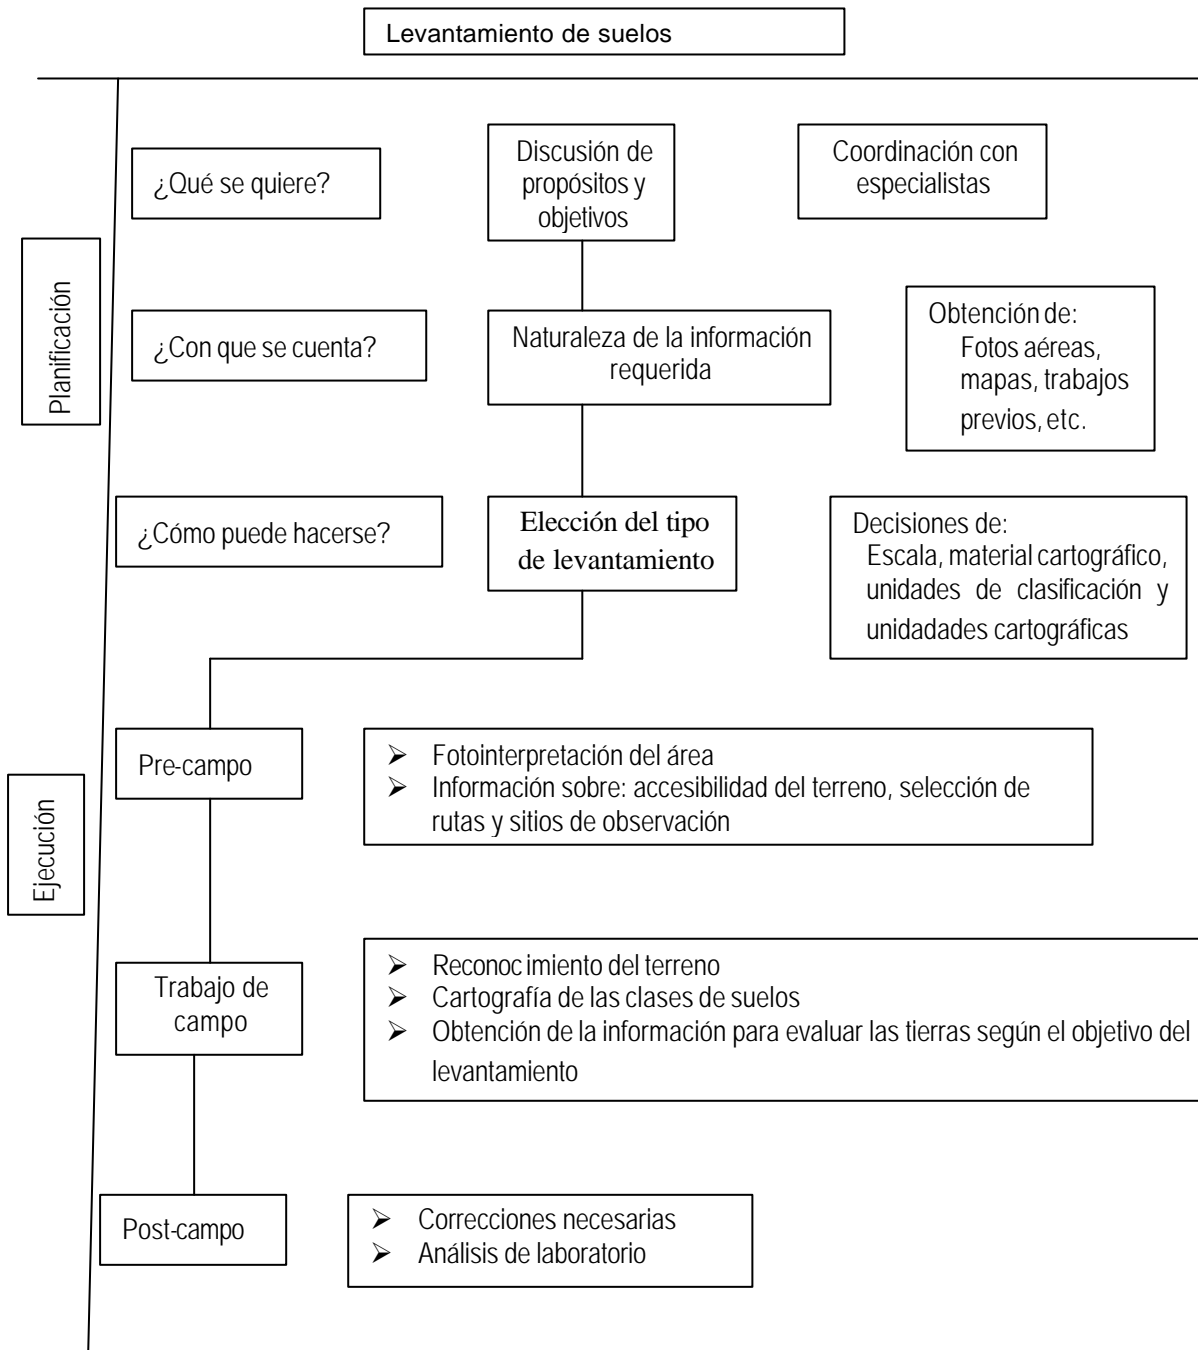 Levantamiento de suelos
¿Qué se quiere?
Discusión de
propósitos y
objetivos
Coordinación con
especialistas
Planificación
¿Con que se cuenta?
Naturaleza de la información
requerida
Obtención de:
Fotos aéreas,
mapas, trabajos
previos, etc.
¿Cómo puede hacerse?
Elección del tipo
de levantamiento
Decisiones de:
Escala, material cartográfico,
unidades de clasificación y
unidadades cartográficas
Ejecución
Pre-campo
➢ Fotointerpretación del área
➢ Información sobre: accesibilidad del terreno, selección de
rutas y sitios de observación
Trabajo de
campo
➢ Reconoc imiento del terreno
➢ Cartografía de las clases de suelos
➢ Obtención de la información para evaluar las tierras según el objetivo del
levantamiento
Post-campo
➢ Correcciones necesarias
➢ Análisis de laboratorio